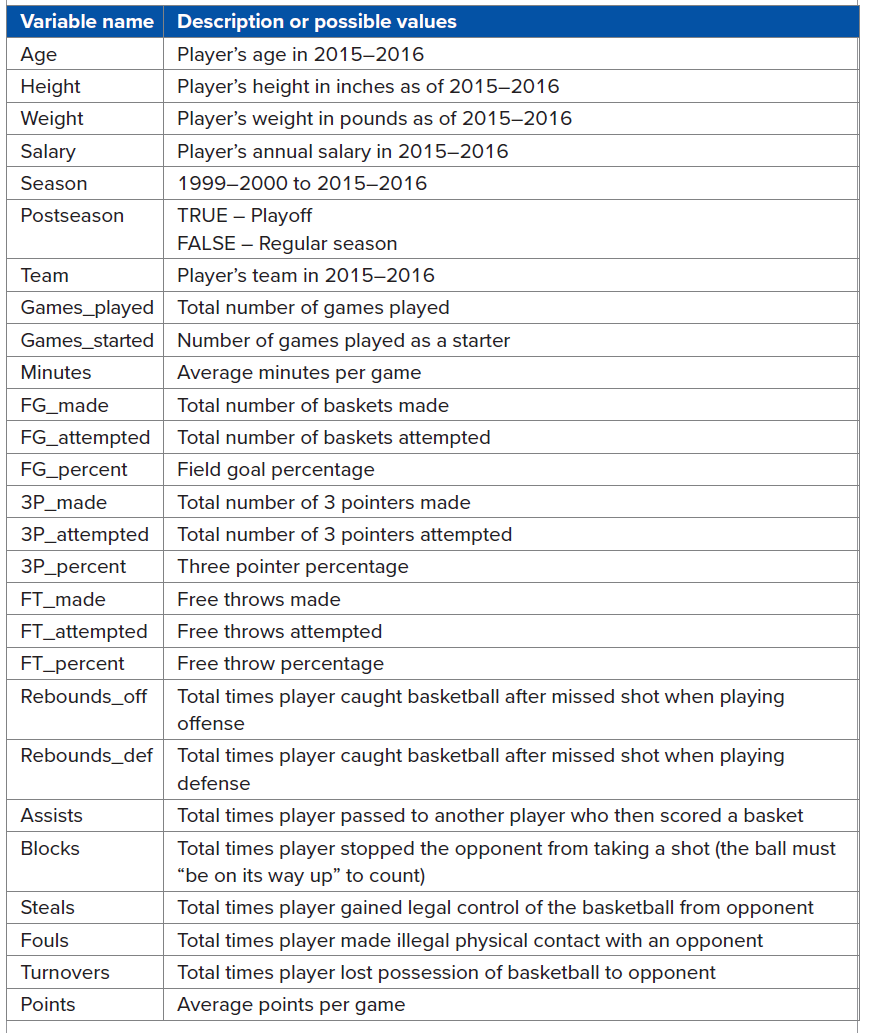 Variable name Description or possible values
Age Player’s age in 2015–2016
Height Player’s height in inches as of 2015–2016
Weight Player’s weight in pounds as of 2015–2016
Salary Player’s annual salary in 2015–2016
Season 1999–2000 to 2015–2016
Postseason TRUE – Playoff
FALSE – Regular season
Team Player’s team in 2015–2016
Games_played Total number of games played
Games_started Number of games played as a starter
Minutes Average minutes per game
FG_made Total number of baskets made
FG_attempted Total number of baskets attempted
FG_percent Field goal percentage
3P_made Total number of 3 pointers made
3P_attempted Total number of 3 pointers attempted
3P_percent Three pointer percentage
FT_made Free throws made
FT_attempted Free throws attempted
FT_percent Free throw percentage
Rebounds_off Total times player caught basketball after missed shot when playing
offense
Rebounds_def Total times player caught basketball after missed shot when playing
defense
Assists Total times player passed to another player who then scored a basket
Blocks Total times player stopped the opponent from taking a shot (the ball must
“be on its way up” to count)
Steals Total times player gained legal control of the basketball from opponent
Fouls Total times player made illegal physical contact with an opponent
Turnovers Total times player lost possession of basketball to opponent
Points Average points per game